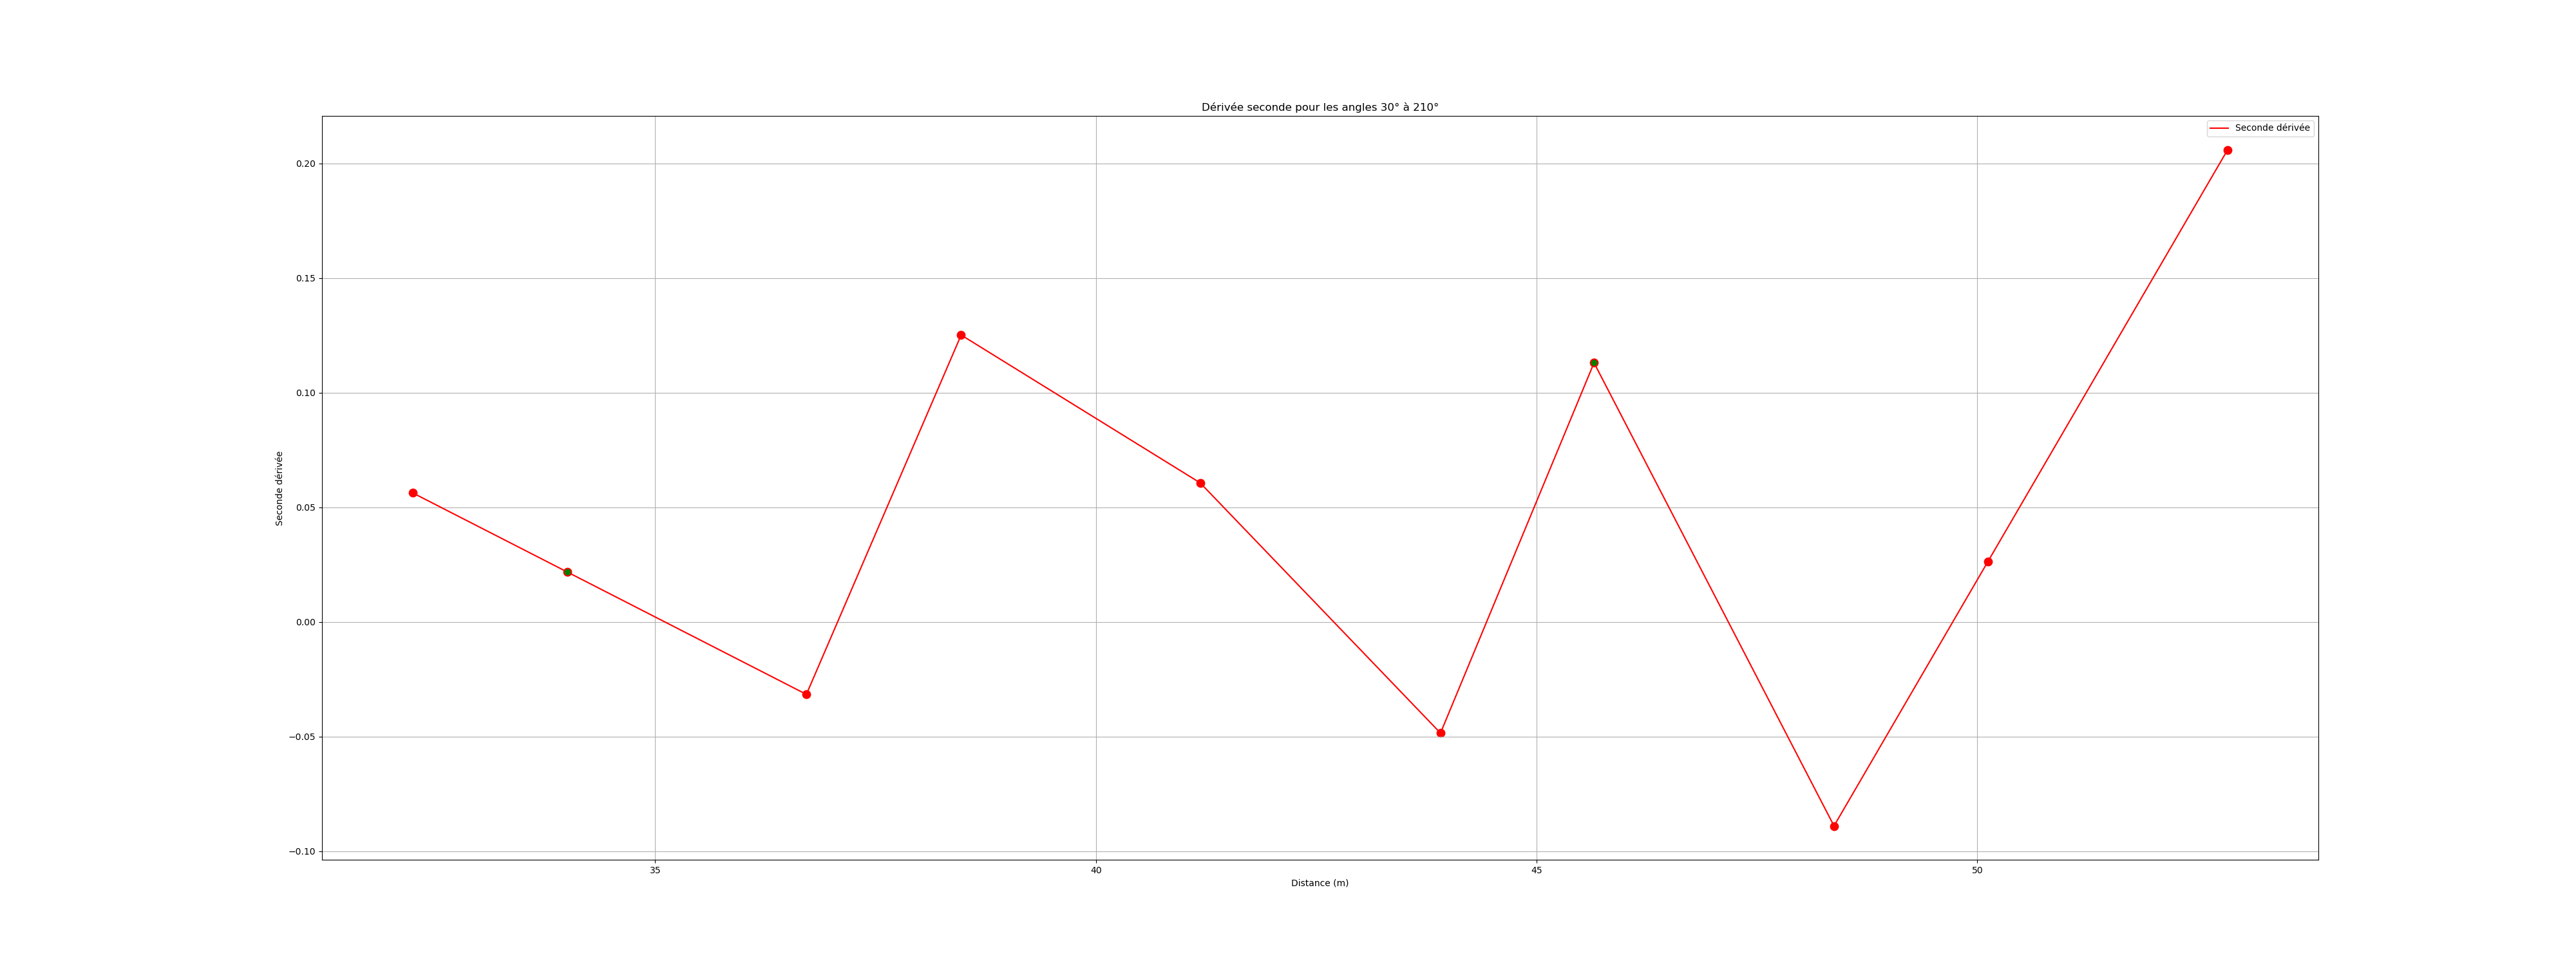 Dérivée seconde pour les angles 30° à 210°
Seconde dérivée
0.20
0.15
0.10
0.05
0.00
−0.05
−0.10
Seconde dérivée
35
40
45
50
Distance (m)